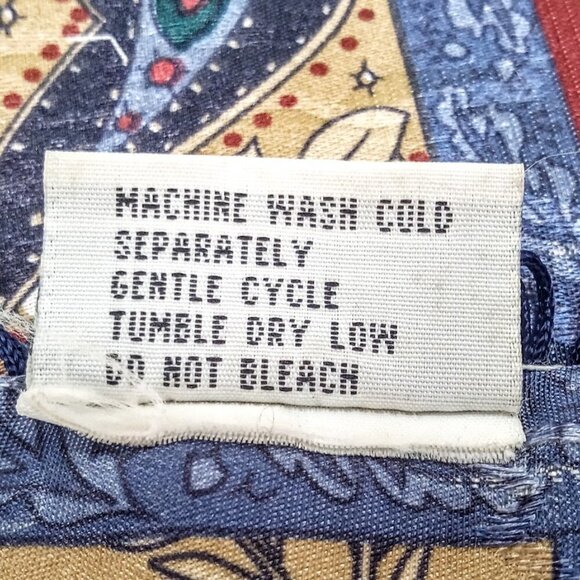 MACHINE WASH COLD
SEPARATELY
GENTLE CYCLE
TUMBLE DRY LOW
DO NOT BLEACH